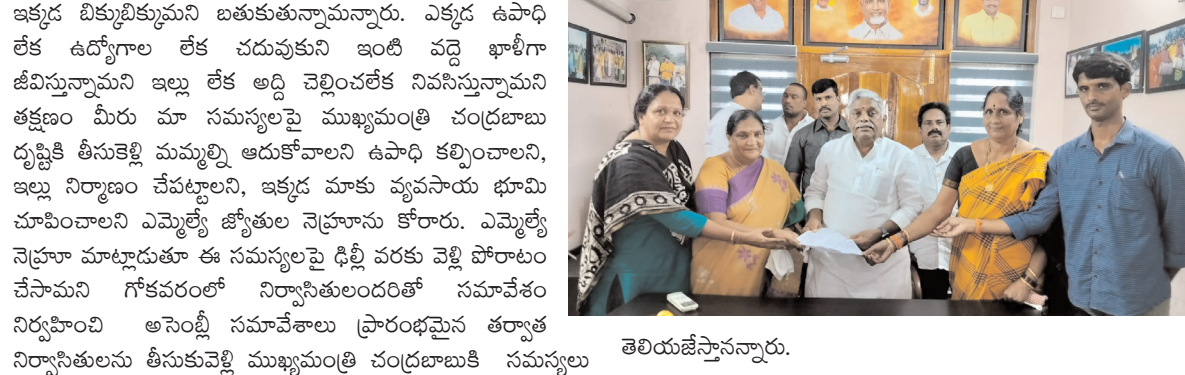 ఇక్కడ బిక్కుబిక్కుమని బతుకుతున్నామన్నారు. ఎక్కడ ఉపాధి
లేక ఉద్యోగాల లేక చదువుకుని ఇంటి వద్దె ఖాళీగా
జీవిస్తున్నామని ఇల్లు లేక అద్ది చెల్లించలేక నివసిస్తున్నామని
తక్షణం మీరు మా సమస్యలపై ముఖ్యమంత్రి చంద్రబాబు
దృష్టికి తీసుకెళ్లి మమ్మల్ని ఆదుకోవాలని ఉపాధి కల్పించాలని,
ఇల్లు నిర్మాణం చేపట్టాలని, ఇక్కడ మాకు వ్యవసాయ భూమి
చూపించాలని ఎమ్మెల్యే జ్యోతుల నెహ్రూను కోరారు. ఎమ్మెల్యే
నెహ్రూ మాట్లాడుతూ ఈ సమస్యలపై ఢిల్లీ వరకు వెళ్లి పోరాటం
చేసామని గోకవరంలో నిర్వాసితులందరితో సమావేశం
నిర్వహించి అసెంబ్లీ సమావేశాలు ప్రారంభమైన తర్వాత
నిర్వాసితులను తీసుకువెళ్లి ముఖ్యమంత్రి చంద్రబాబుకి సమస్యలు
తెలియజేస్తానన్నారు.